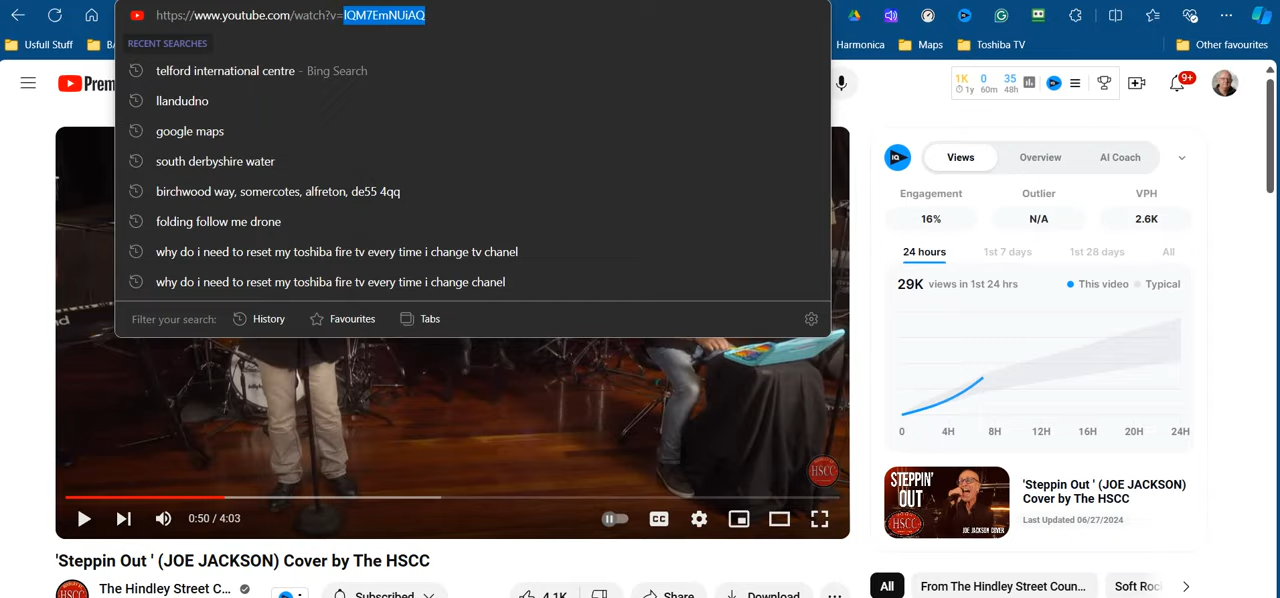 https://www.youtube.com/watch?v=lQM7EmNUiAQ
Usfull Stuff
BA
Harmonica
Maps
Toshiba TV
Other favourites
RECENT SEARCHES
telford international centre - Bing Search
llandudno
google maps
south derbyshire water
birchwood way, somercotes, alfreton, de55 4qq
folding follow me drone
why do i need to reset my toshiba fire tv every time i change tv chanel
why do i need to reset my toshiba fire tv every time i change chanel
Filter your search: History Favourites Tabs
Prem
1K 0 35
1y 60m 48h
9+
IQ
Views Overview AI Coach
Engagement Outlier VPH
16% N/A 2.6K
24 hours 1st 7 days 1st 28 days All
29K views in 1st 24 hrs This video Typical
0 4H 8H 12H 16H 20H 24H
HSCC
0:50 / 4:03
CC
STEPPIN'
OUT
HSCC
JOE JACKSON COVER
'Steppin Out ' (JOE JACKSON)
Cover by The HSCC
Last Updated 06/27/2024
'Steppin Out ' (JOE JACKSON) Cover by The HSCC
HSCC
The Hindley Street C...
Subscribed
4.1K
Share
Download
All From The Hindley Street Coun... Soft Roc